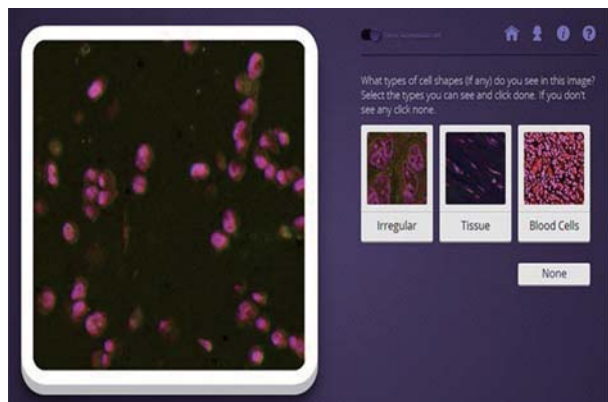 What types of cell shapes (if any) do you see in this image?
Select the types you can see and click done. If you don't
see any click none.
Irregular
Tissue
Blood Cells
None